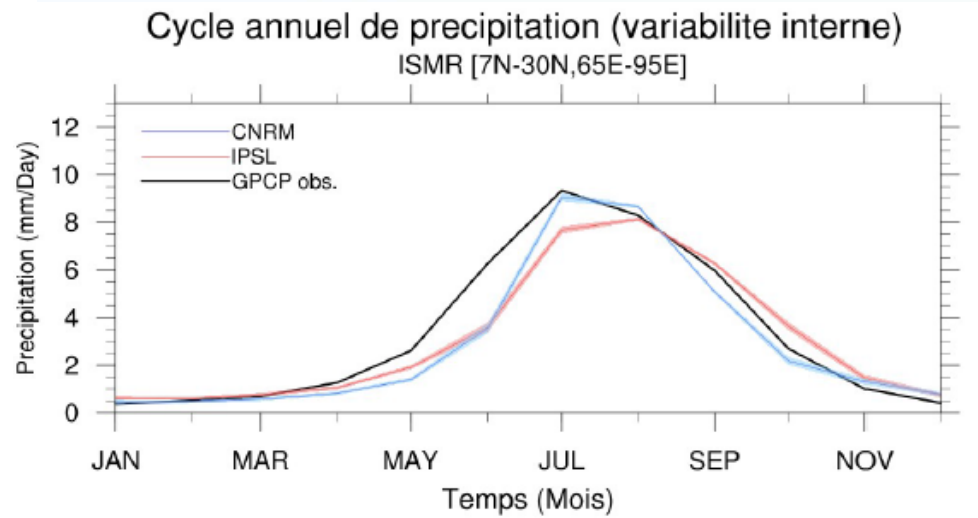 Cycle annuel de precipitation (variabilite interne)
ISMR [7N-30N,65E-95E]
CNRM
IPSL
GPCP obs.
Precipitation (mm/Day)
12
10
8
6
4
2
0
JAN MAR MAY JUL SEP NOV
Temps (Mois)